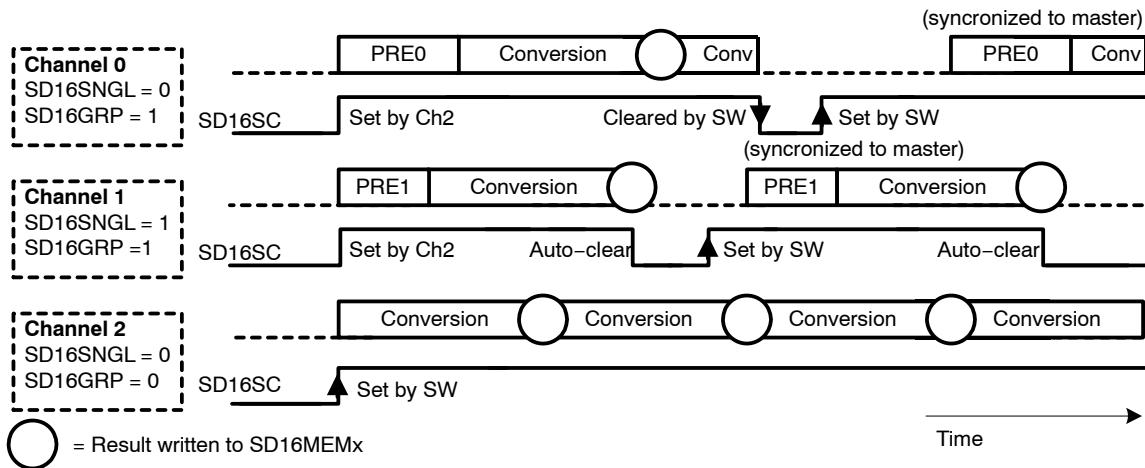 (syncronized to master)
PRE0 Conversion Conv PRE0 Conv
Channel 0
SD16SNGL = 0
SD16GRP = 1
SD16SC Set by Ch2 Cleared by SW Set by SW
(syncronized to master)
PRE1 Conversion PRE1 Conversion
Channel 1
SD16SNGL = 1
SD16GRP =1
SD16SC Set by Ch2 Auto−clear Set by SW Auto−clear
Conversion Conversion Conversion Conversion
Channel 2
SD16SNGL = 0
SD16GRP = 0
SD16SC Set by SW
= Result written to SD16MEMx
Time